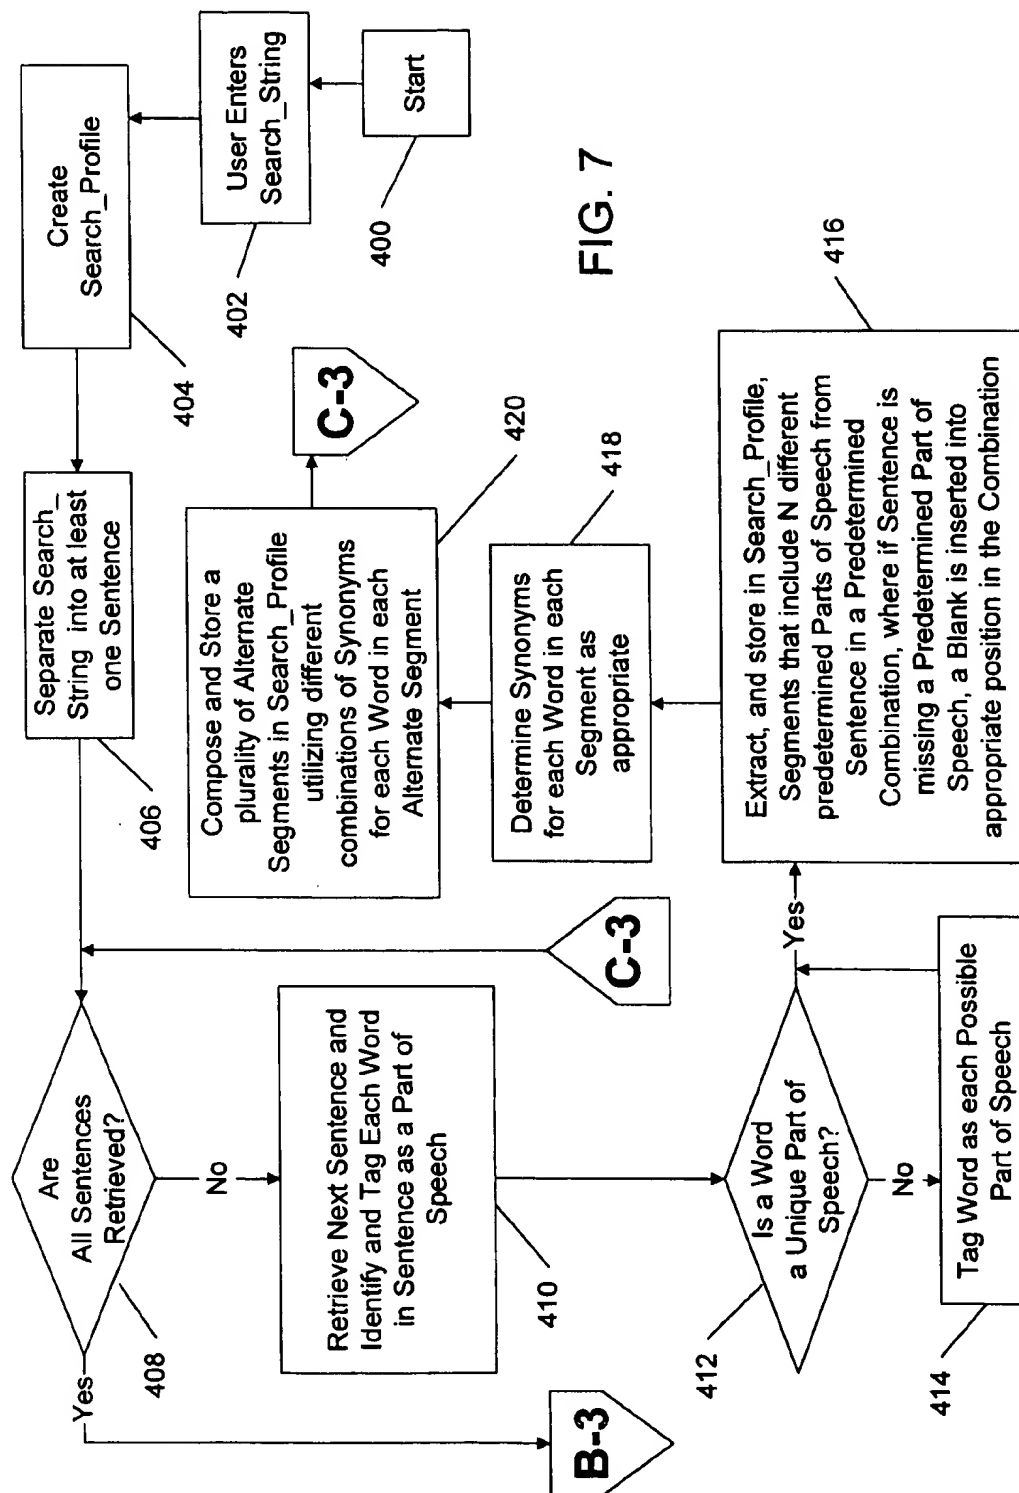 Start
400
User Enters
Search_String
402
Create
Search_Profile
404
Separate Search_
String into at least
one Sentence
406
Are
All Sentences
Retrieved?
408
Yes
B-3
No
Retrieve Next Sentence and
Identify and Tag Each Word
in Sentence as a Part of
Speech
410
Is a Word
a Unique Part of
Speech?
412
No
Tag Word as each Possible
Part of Speech
414
Yes
Extract, and store in Search_Profile,
Segments that include N different
predetermined Parts of Speech from
Sentence in a Predetermined
Combination, where if Sentence is
missing a Predetermined Part of
Speech, a Blank is inserted into
appropriate position in the Combination
416
Determine Synonyms
for each Word in each
Segment as
appropriate
418
Compose and Store a
plurality of Alternate
Segments in Search_Profile
utilizing different
combinations of Synonyms
for each Word in each
Alternate Segment
420
C-3
C-3
FIG. 7